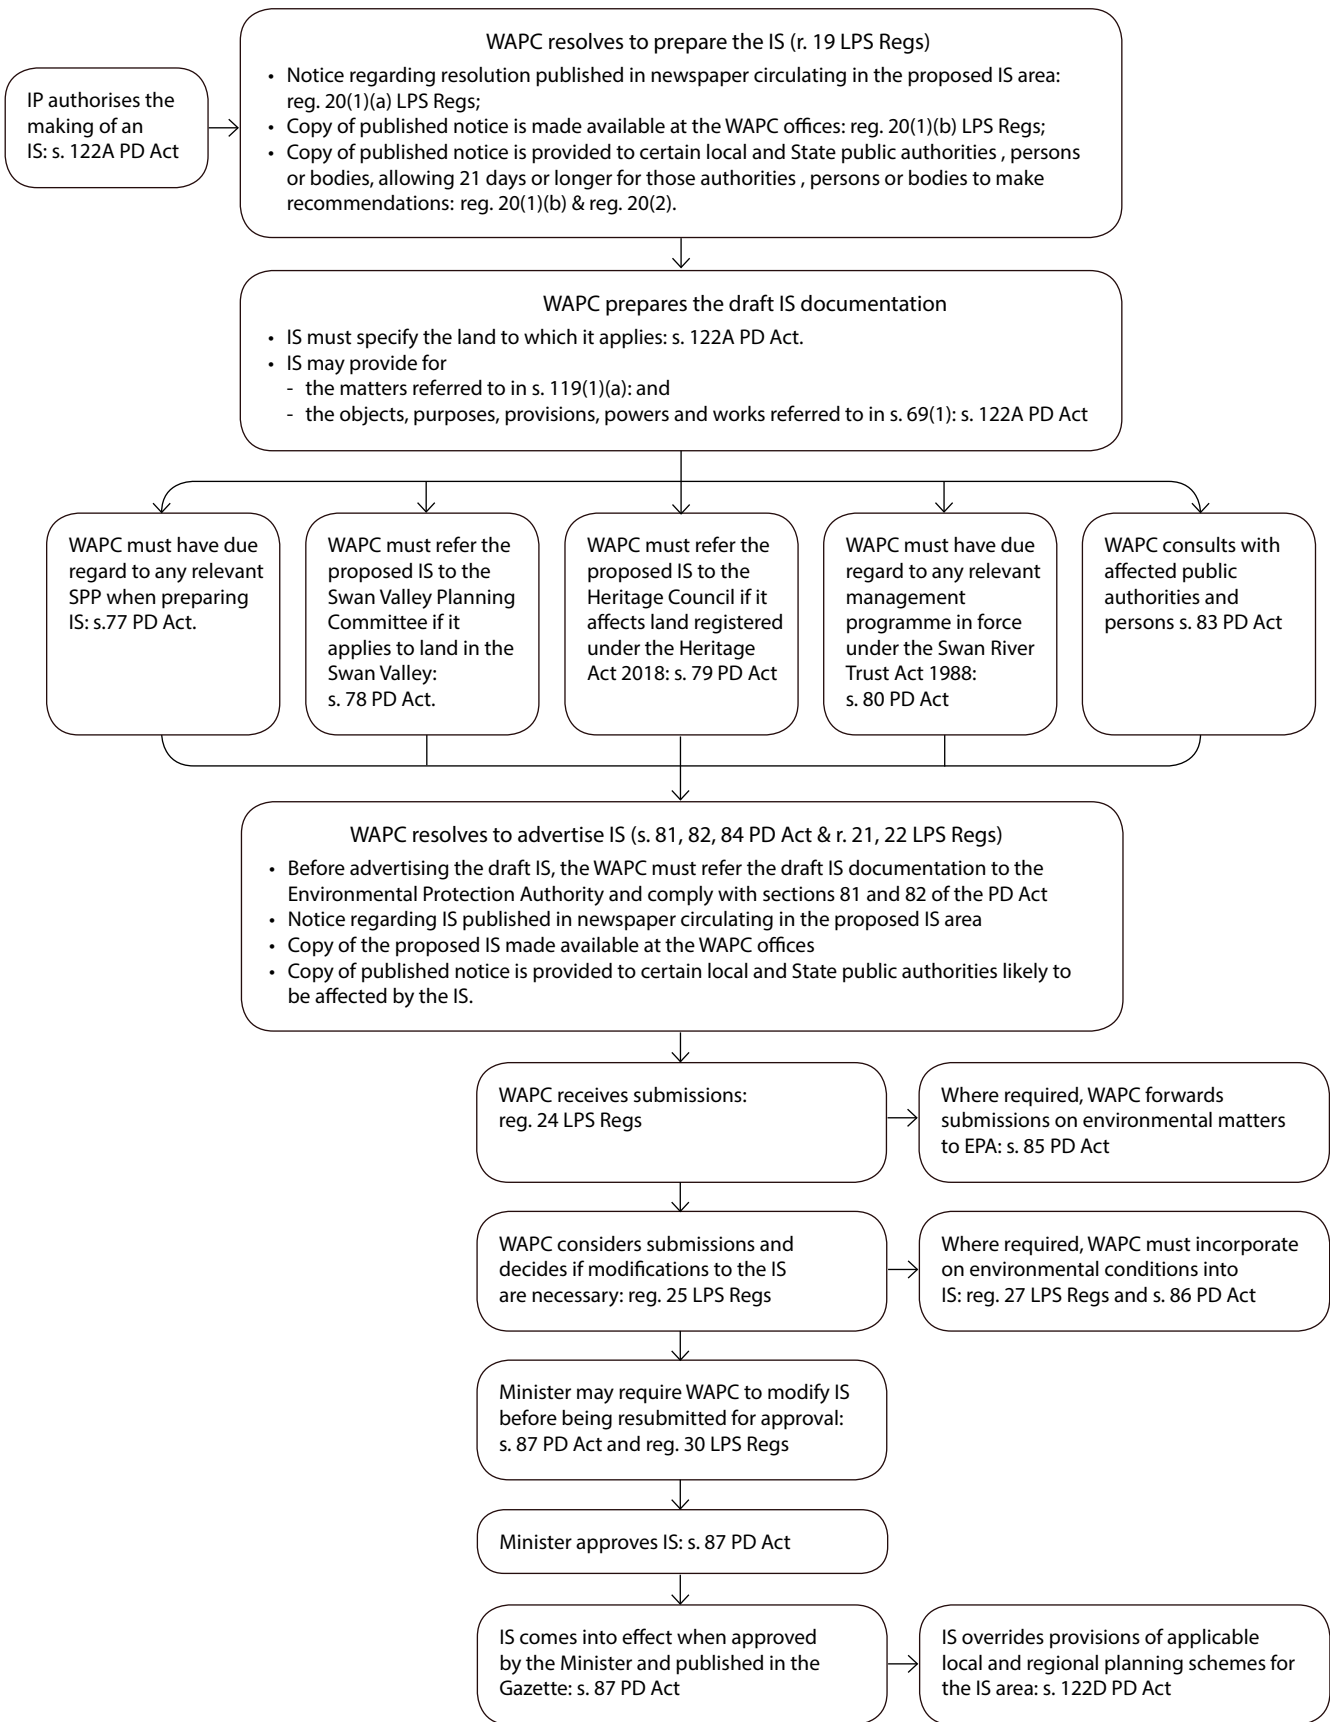 IP authorises the
making of an
IS: s. 122A PD Act
WAPC resolves to prepare the IS (r. 19 LPS Regs)
• Notice regarding resolution published in newspaper circulating in the proposed IS area:
reg. 20(1)(a) LPS Regs;
• Copy of published notice is made available at the WAPC offices: reg. 20(1)(b) LPS Regs;
• Copy of published notice is provided to certain local and State public authorities , persons
or bodies, allowing 21 days or longer for those authorities , persons or bodies to make
recommendations: reg. 20(1)(b) & reg. 20(2).
WAPC prepares the draft IS documentation
• IS must specify the land to which it applies: s. 122A PD Act.
• IS may provide for
- the matters referred to in s. 119(1)(a): and
- the objects, purposes, provisions, powers and works referred to in s. 69(1): s. 122A PD Act
WAPC must have due
regard to any relevant
SPP when preparing
IS: s.77 PD Act.
WAPC must refer the
proposed IS to the
Swan Valley Planning
Committee if it
applies to land in the
Swan Valley:
s. 78 PD Act.
WAPC must refer the
proposed IS to the
Heritage Council if it
affects land registered
under the Heritage
Act 2018: s. 79 PD Act
WAPC must have due
regard to any relevant
management
programme in force
under the Swan River
Trust Act 1988:
s. 80 PD Act
WAPC consults with
affected public
authorities and
persons s. 83 PD Act
WAPC resolves to advertise IS (s. 81, 82, 84 PD Act & r. 21, 22 LPS Regs)
• Before advertising the draft IS, the WAPC must refer the draft IS documentation to the
Environmental Protection Authority and comply with sections 81 and 82 of the PD Act
• Notice regarding IS published in newspaper circulating in the proposed IS area
• Copy of the proposed IS made available at the WAPC offices
• Copy of published notice is provided to certain local and State public authorities likely to
be affected by the IS.
WAPC receives submissions:
reg. 24 LPS Regs
Where required, WAPC forwards
submissions on environmental matters
to EPA: s. 85 PD Act
WAPC considers submissions and
decides if modifications to the IS
are necessary: reg. 25 LPS Regs
Where required, WAPC must incorporate
on environmental conditions into
IS: reg. 27 LPS Regs and s. 86 PD Act
Minister may require WAPC to modify IS
before being resubmitted for approval:
s. 87 PD Act and reg. 30 LPS Regs
Minister approves IS: s. 87 PD Act
IS comes into effect when approved
by the Minister and published in the
Gazette: s. 87 PD Act
IS overrides provisions of applicable
local and regional planning schemes for
the IS area: s. 122D PD Act